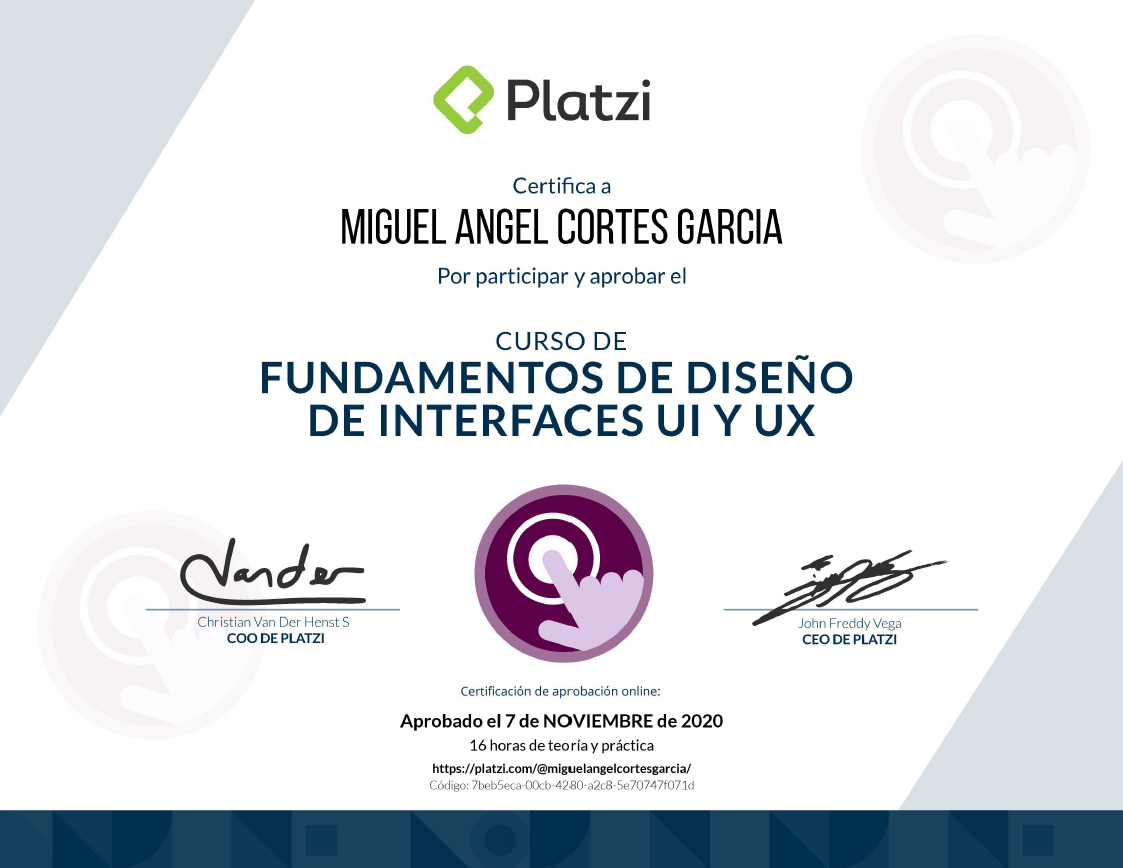 Platzi
Certifica a
MIGUEL ANGEL CORTES GARCIA
Por participar y aprobar el
CURSO DE
FUNDAMENTOS DE DISEÑO
DE INTERFACES UI Y UX
Vander
Christian Van Der Henst S
COO DE PLATZI
John Freddy Vega
CEO DE PLATZI
Certificación de aprobación online:
Aprobado el 7 de NOVIEMBRE de 2020
16 horas de teoría y práctica
https://platzi.com/@miguelangelcortesgarcia/
Código: 7beb5eca-00cb-4280-a2c8-5e70747f071d